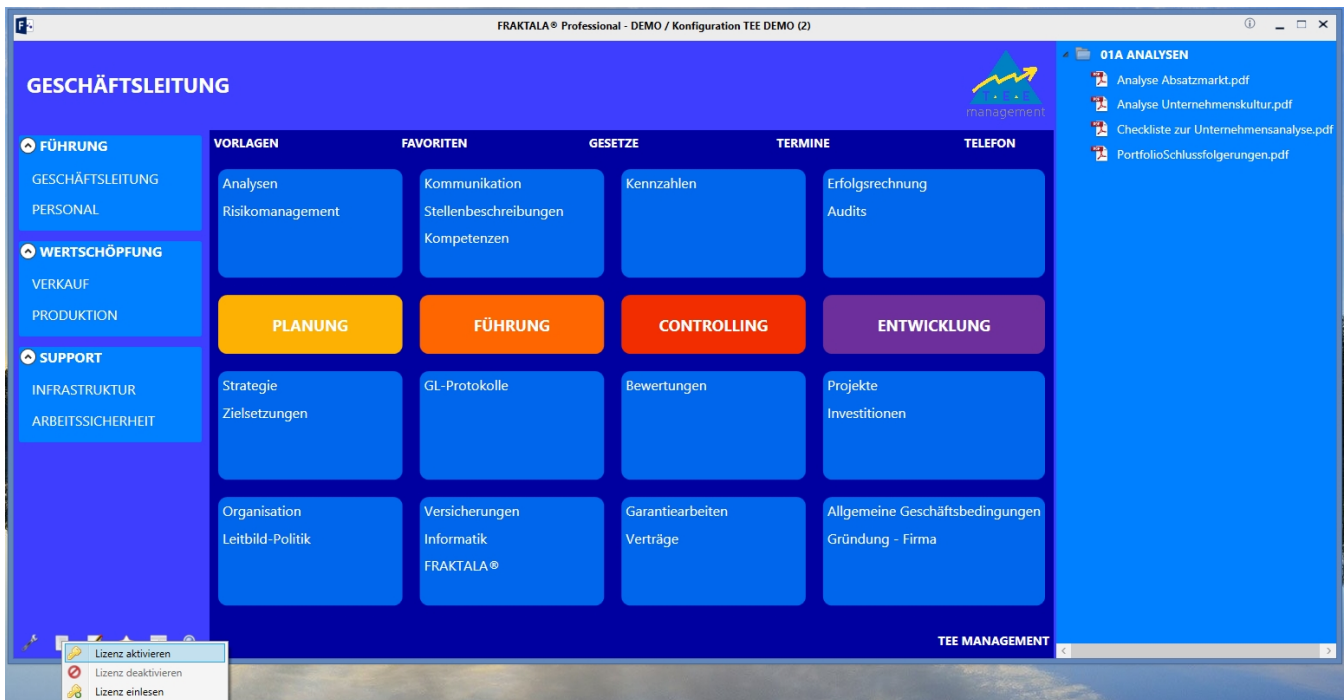 FRAKTALA® Professional - DEMO / Konfiguration TEE DEMO (2)
GESCHÄFTSLEITUNG
T·E·E
management
FÜHRUNG
GESCHÄFTSLEITUNG
PERSONAL
WERTSCHÖPFUNG
VERKAUF
PRODUKTION
SUPPORT
INFRASTRUKTUR
ARBEITSSICHERHEIT
VORLAGEN FAVORITEN GESETZE TERMINE TELEFON
Analysen
Risikomanagement
Kommunikation
Stellenbeschreibungen
Kompetenzen
Kennzahlen
Erfolgsrechnung
Audits
PLANUNG FÜHRUNG CONTROLLING ENTWICKLUNG
Strategie
Zielsetzungen
GL-Protokolle
Bewertungen
Projekte
Investitionen
Organisation
Leitbild-Politik
Versicherungen
Informatik
FRAKTALA®
Garantiearbeiten
Verträge
Allgemeine Geschäftsbedingungen
Gründung - Firma
TEE MANAGEMENT
01A ANALYSEN
Analyse Absatzmarkt.pdf
Analyse Unternehmenskultur.pdf
Checkliste zur Unternehmensanalyse.pdf
PortfolioSchlussfolgerungen.pdf
Lizenz aktivieren
Lizenz deaktivieren
Lizenz einlesen